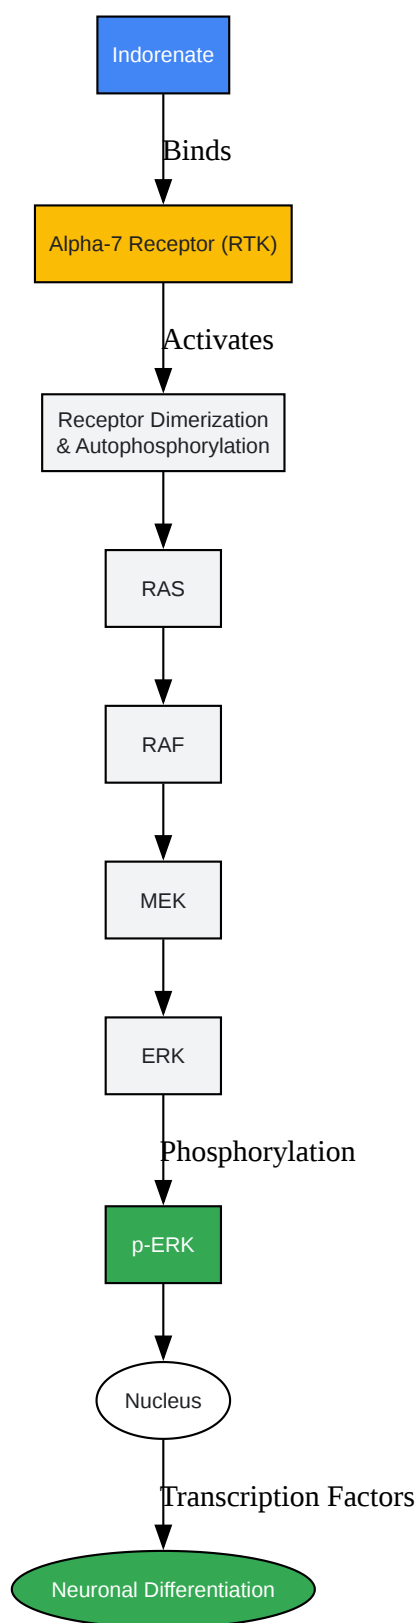 Indorenate
Binds
Alpha-7 Receptor (RTK)
Activates
Receptor Dimerization
& Autophosphorylation
RAS
RAF
MEK
ERK
Phosphorylation
p-ERK
Nucleus
Transcription Factors
Neuronal Differentiation